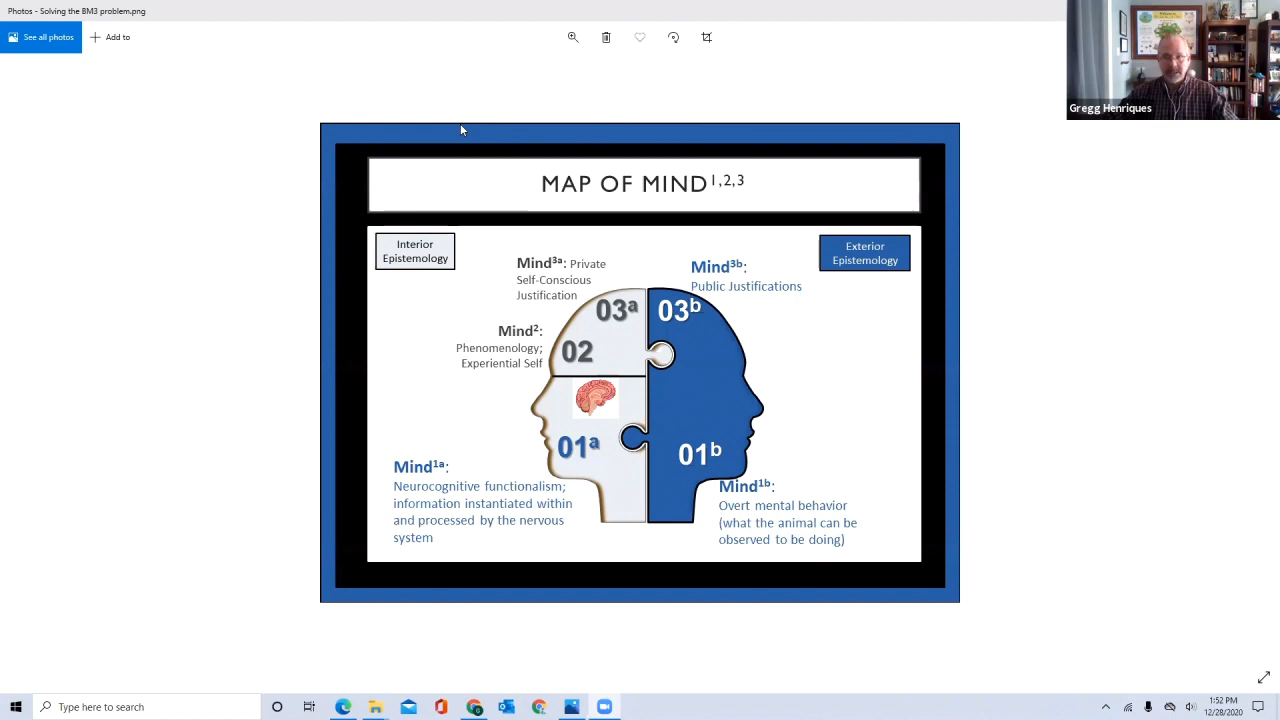 Photos - Solving the BM3 problem.png
See all photos
Add to
Gregg Henriques
MAP OF MIND1,2,3
Interior
Epistemology
Exterior
Epistemology
Mind3a: Private
Self-Conscious
Justification
Mind3b:
Public Justifications
03a
03b
Mind2:
Phenomenology;
Experiential Self
02
01a
01b
Mind1a:
Neurocognitive functionalism;
information instantiated within
and processed by the nervous
system
Mind1b:
Overt mental behavior
(what the animal can be
observed to be doing)
Type here to search
1:52 PM
12/28/2020